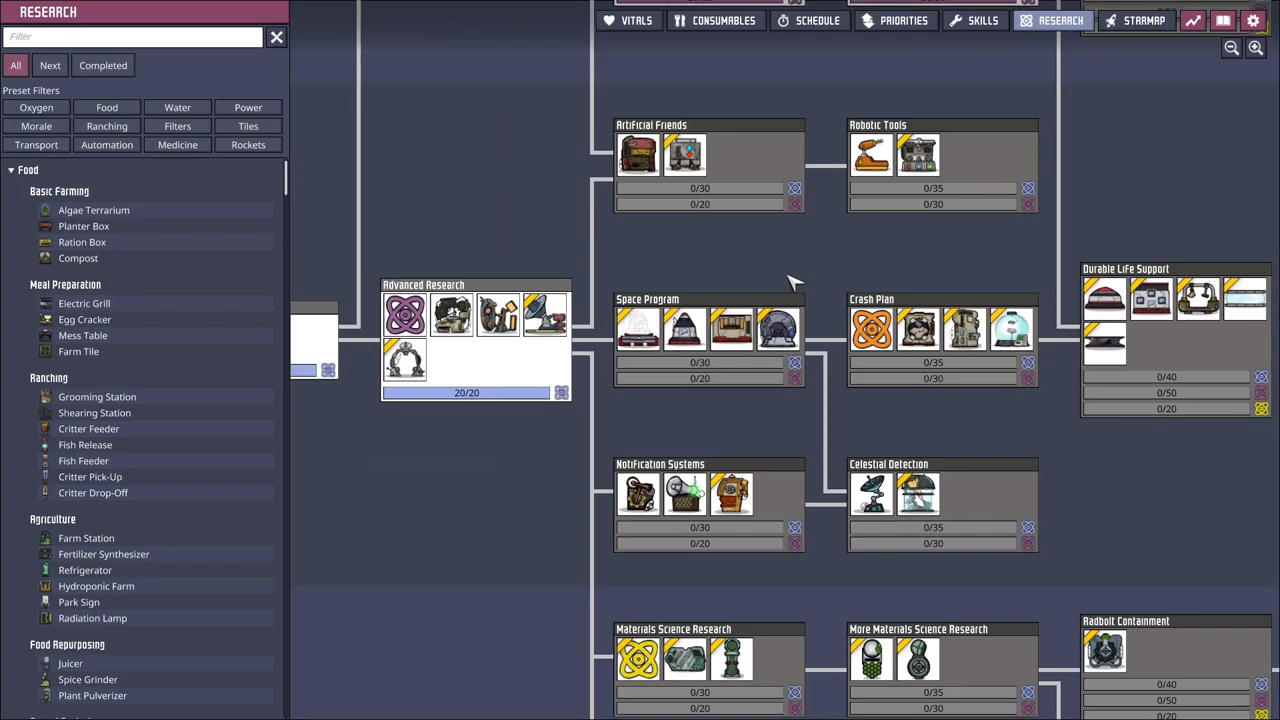 RESEARCH
VITALS
CONSUMABLES
SCHEDULE
PRIORITIES
SKILLS
RESEARCH
STARMAP
Filter
All
Next
Completed
Preset Filters
Oxygen
Food
Water
Power
Morale
Ranching
Filters
Tiles
Transport
Automation
Medicine
Rockets
Food
Basic Farming
Algae Terrarium
Planter Box
Ration Box
Compost
Meal Preparation
Electric Grill
Egg Cracker
Mess Table
Farm Tile
Ranching
Grooming Station
Shearing Station
Critter Feeder
Fish Release
Fish Feeder
Critter Pick-Up
Critter Drop-Off
Agriculture
Farm Station
Fertilizer Synthesizer
Refrigerator
Hydroponic Farm
Park Sign
Radiation Lamp
Food Repurposing
Juicer
Spice Grinder
Plant Pulverizer
Advanced Research
20/20
Artificial Friends
0/30
0/20
Robotic Tools
0/35
0/30
Space Program
0/30
0/20
Crash Plan
0/35
0/30
Durable Life Support
0/40
0/50
0/20
Notification Systems
0/30
0/20
Celestial Detection
0/35
0/30
Materials Science Research
0/30
0/20
More Materials Science Research
0/35
0/30
Radbolt Containment
0/40
0/50
0/20